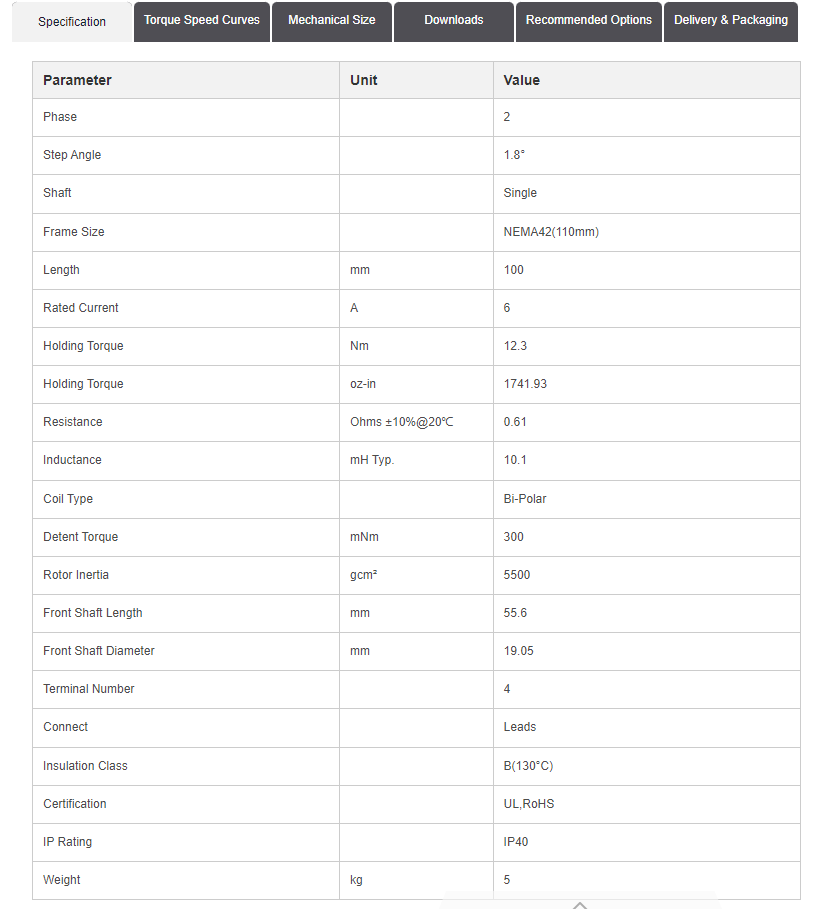 Specification Torque Speed Curves Mechanical Size Downloads Recommended Options Delivery & Packaging
Parameter Unit Value
Phase 2
Step Angle 1.8°
Shaft Single
Frame Size NEMA42(110mm)
Length mm 100
Rated Current A 6
Holding Torque Nm 12.3
Holding Torque oz-in 1741.93
Resistance Ohms ±10%@20℃ 0.61
Inductance mH Typ. 10.1
Coil Type Bi-Polar
Detent Torque mNm 300
Rotor Inertia gcm² 5500
Front Shaft Length mm 55.6
Front Shaft Diameter mm 19.05
Terminal Number 4
Connect Leads
Insulation Class B(130°C)
Certification UL,RoHS
IP Rating IP40
Weight kg 5